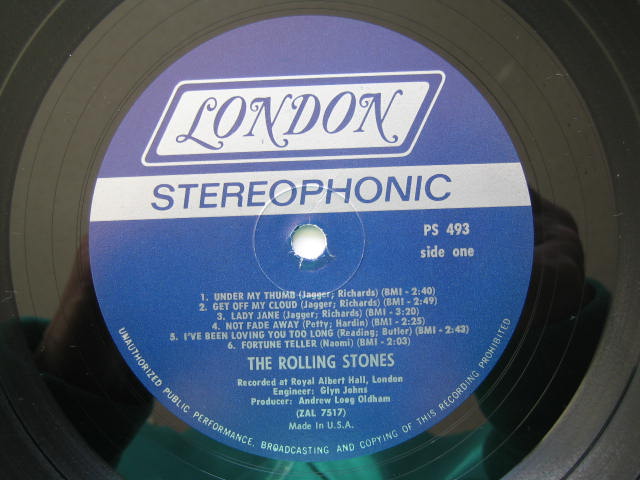 LONDON
STEREOPHONIC
PS 493
side one
1. UNDER MY THUMB (Jagger; Richards) (BMI - 2:40)
2. GET OFF MY CLOUD (Jagger; Richards) (BMI - 2:49)
3. LADY JANE (Jagger; Richards) (BMI - 3:20)
4. NOT FADE AWAY (Petty; Hardin) (BMI - 2:25)
5. I'VE BEEN LOVING YOU TOO LONG (Reading; Butler) (BMI - 2:43)
6. FORTUNE TELLER (Naomi) (BMI - 2:03)
THE ROLLING STONES
Recorded at Royal Albert Hall, London
Engineer: Glyn Johns
Producer: Andrew Loog Oldham
(ZAL 7517)
Made in U.S.A.
UNAUTHORIZED PUBLIC PERFORMANCE, BROADCASTING AND COPYING OF THIS RECORDING PROHIBITED